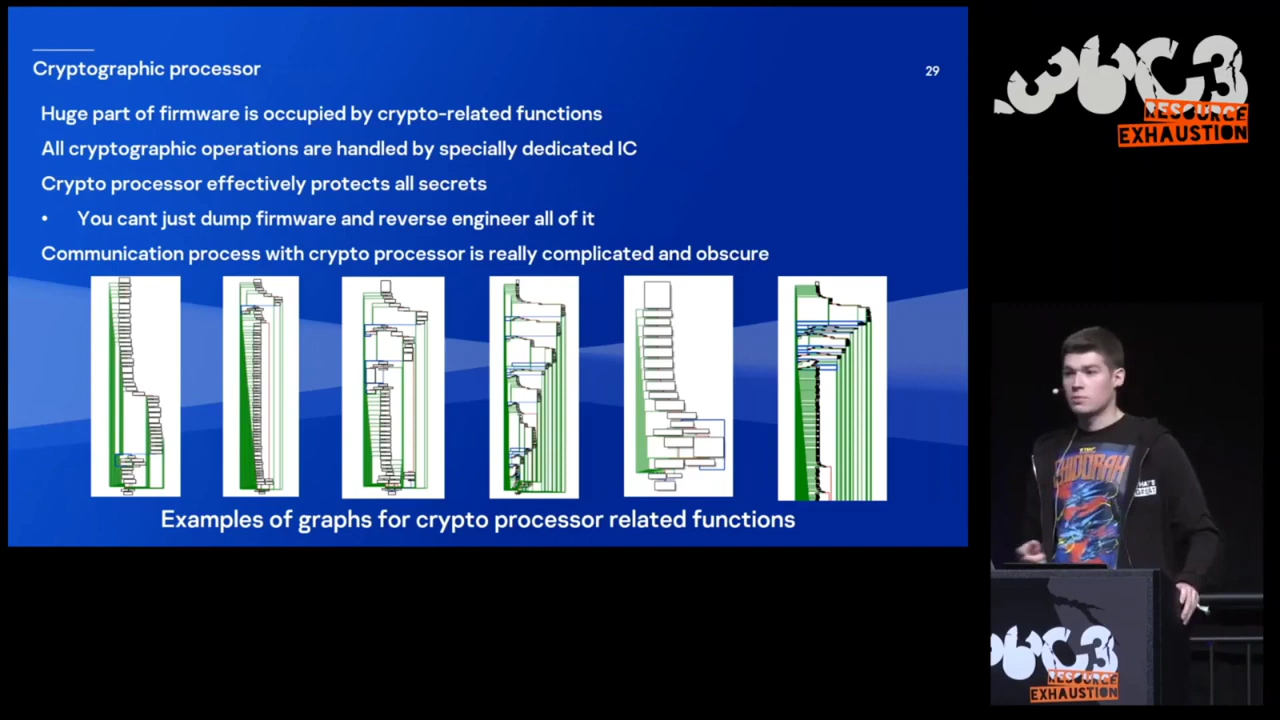 Cryptographic processor
29
Huge part of firmware is occupied by crypto-related functions
All cryptographic operations are handled by specially dedicated IC
Crypto processor effectively protects all secrets
• You cant just dump firmware and reverse engineer all of it
Communication process with crypto processor is really complicated and obscure
Examples of graphs for crypto processor related functions
36C3
RESOURCE
EXHAUSTION
GHIDORAH
36C3
RESOURCE
EXHAUSTION